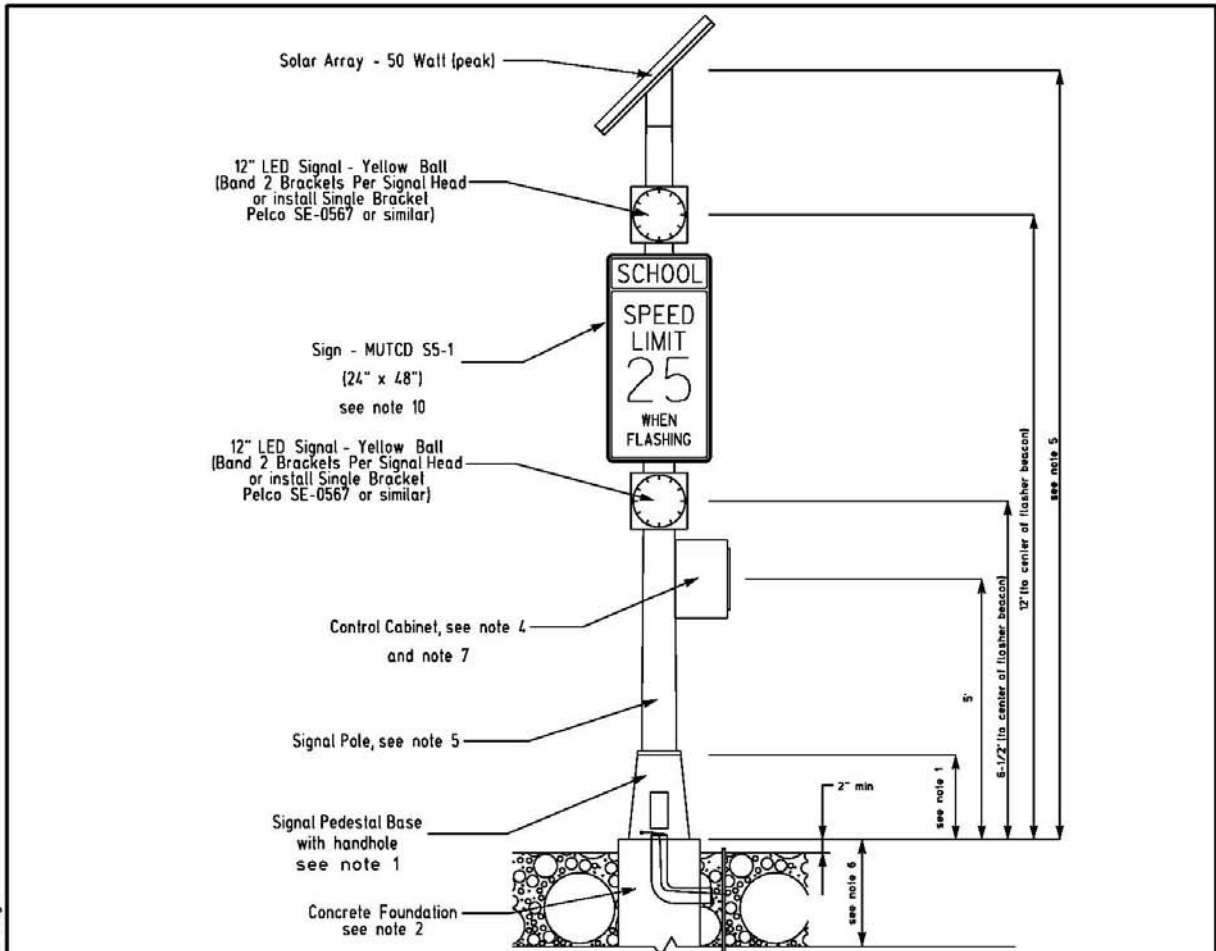 Solar Array - 50 Watt (peak)
12" LED Signal - Yellow Ball
(Band 2 Brackets Per Signal Head
or install Single Bracket
Pelco SE-0567 or similar)
SCHOOL
SPEED
LIMIT
25
WHEN
FLASHING
Sign - MUTCD S5-1
(24" x 48")
see note 10
12" LED Signal - Yellow Ball
(Band 2 Brackets Per Signal Head
or install Single Bracket
Pelco SE-0567 or similar)
Control Cabinet, see note 4
and note 7
Signal Pole, see note 5
Signal Pedestal Base
with handhole
see note 1
Concrete Foundation
see note 2
2" min
see note 1
5'
6-1/2' (to center of flasher beacon)
12' (to center of flasher beacon)
see note 5
see note 6